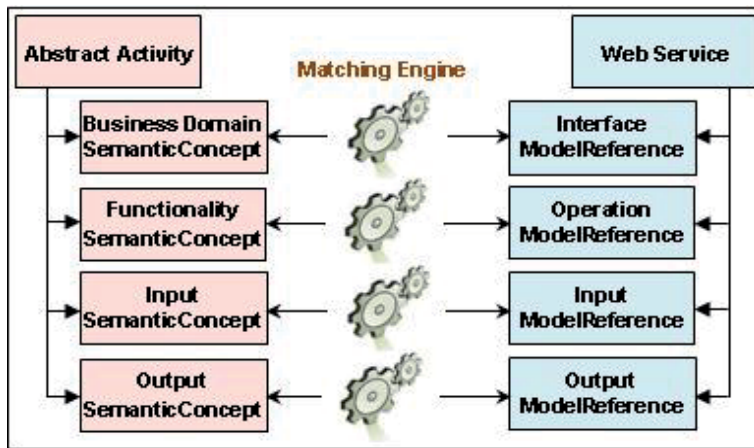 Abstract Activity
Web Service
Matching Engine
Business Domain
SemanticConcept
Interface
ModelReference
Functionality
SemanticConcept
Operation
ModelReference
Input
SemanticConcept
Input
ModelReference
Output
SemanticConcept
Output
ModelReference